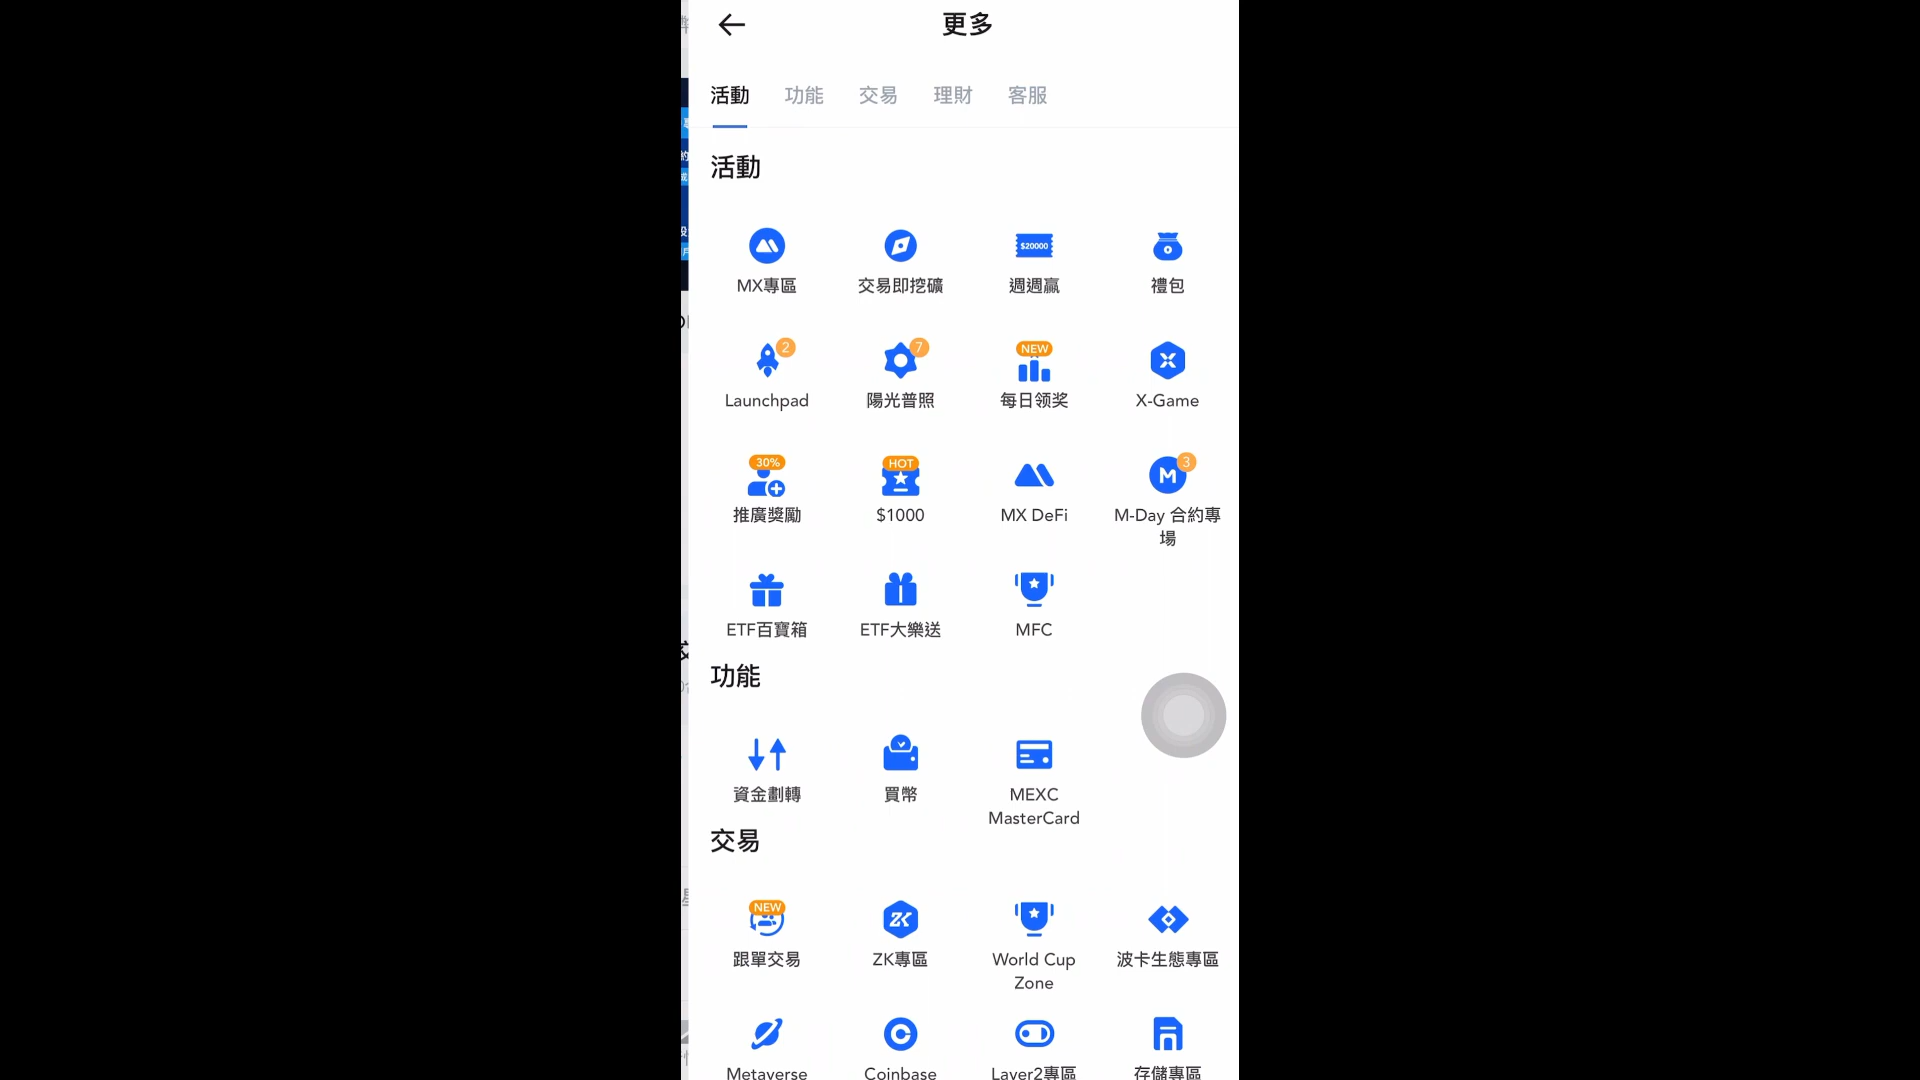 更多
活動 功能 交易 理財 客服
活動
$20000
MX專區 交易即挖礦 週週贏 禮包
2 7 NEW
Launchpad 陽光普照 每日领奖 X-Game
30% HOT 3
推廣獎勵 $1000 MX DeFi M-Day 合約專
場
ETF百寶箱 ETF大樂送 MFC
功能
資金劃轉 買幣 MEXC
MasterCard
交易
NEW ZK
跟單交易 ZK專區 World Cup 波卡生態專區
Zone
Metaverse Coinbase Layer2專區 存儲專區